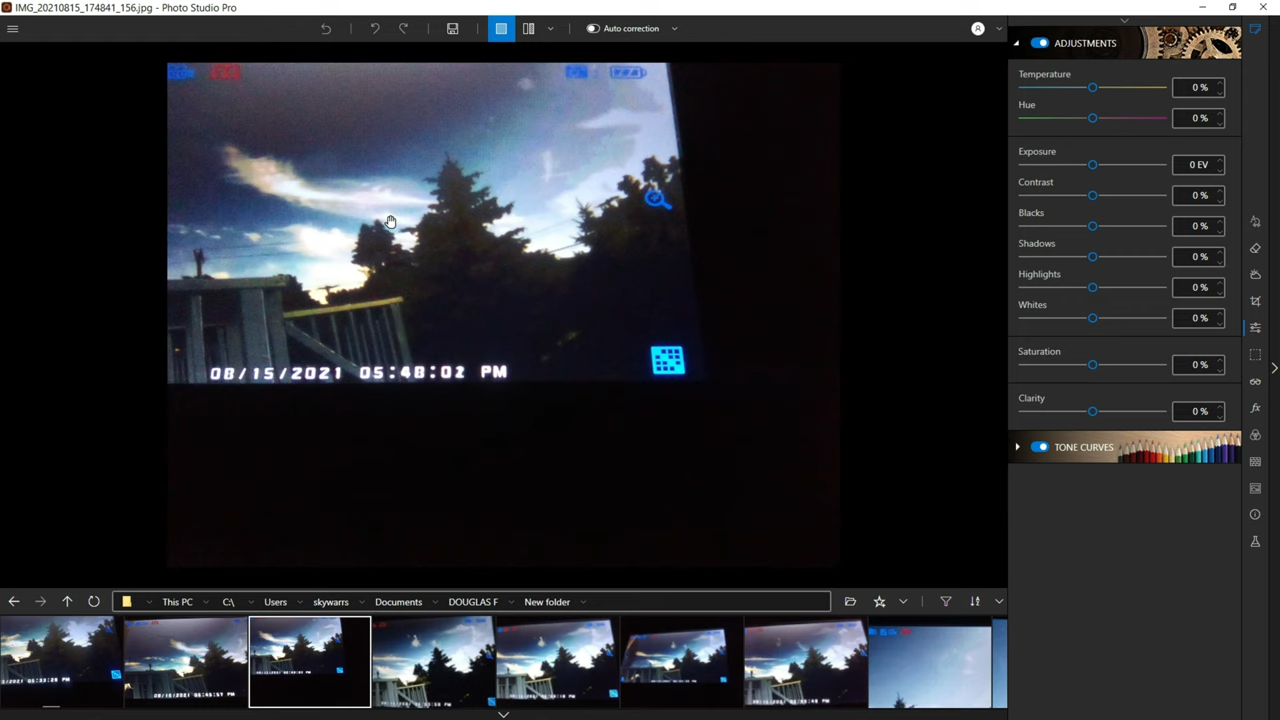 IMG_20210815_174841_156.jpg - Photo Studio Pro
Auto correction
ADJUSTMENTS
Temperature
0 %
Hue
0 %
Exposure
0 EV
Contrast
0 %
Blacks
0 %
Shadows
0 %
Highlights
0 %
Whites
0 %
Saturation
0 %
Clarity
0 %
TONE CURVES
08/15/2021 05:48:02 PM
This PC
C:\
Users
skywarrs
Documents
DOUGLAS F
New folder